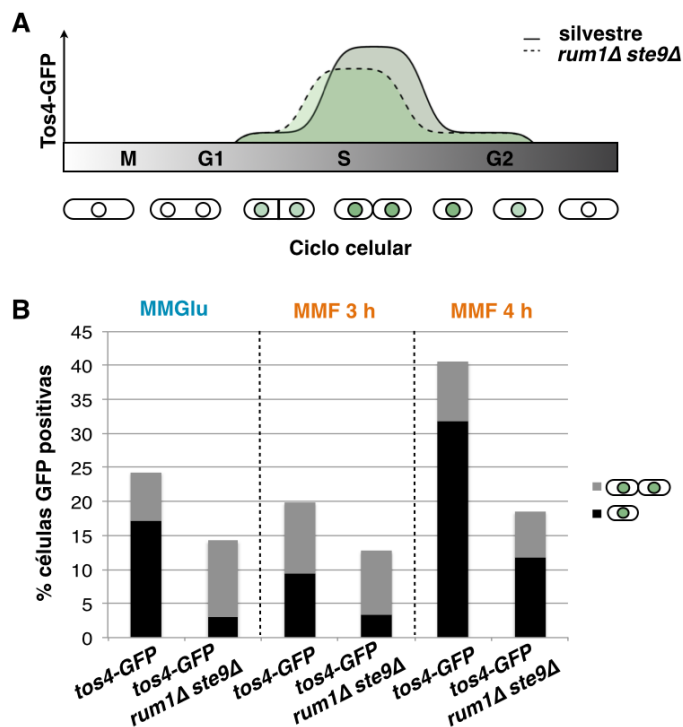 A
Tos4-GFP
silvestre
rum1Δ ste9Δ
M G1 S G2
Ciclo celular
B
MMGlu MMF 3 h MMF 4 h
% células GFP positivas
45
40
35
30
25
20
15
10
5
0
tos4-GFP
tos4-GFP
rum1Δ ste9Δ
tos4-GFP
tos4-GFP
rum1Δ ste9Δ
tos4-GFP
tos4-GFP
rum1Δ ste9Δ